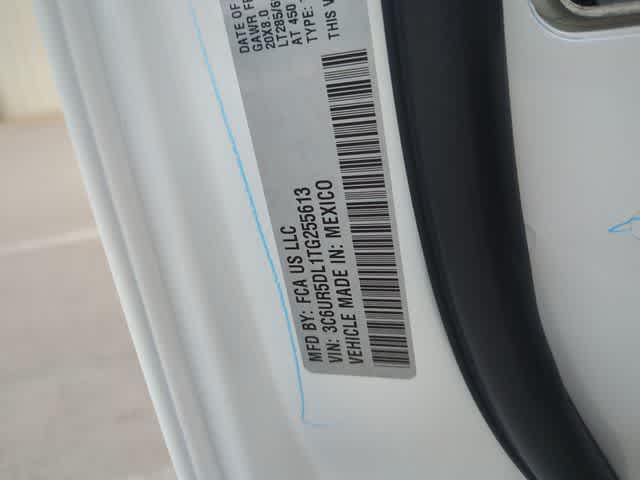 MFD BY: FCA US LLC
DATE OF
VIN: 3C6UR5DL1TG255613
GAWR FR
VEHICLE MADE IN: MEXICO
20X8.0
LT285/6
AT 450
TYPE:
THIS V